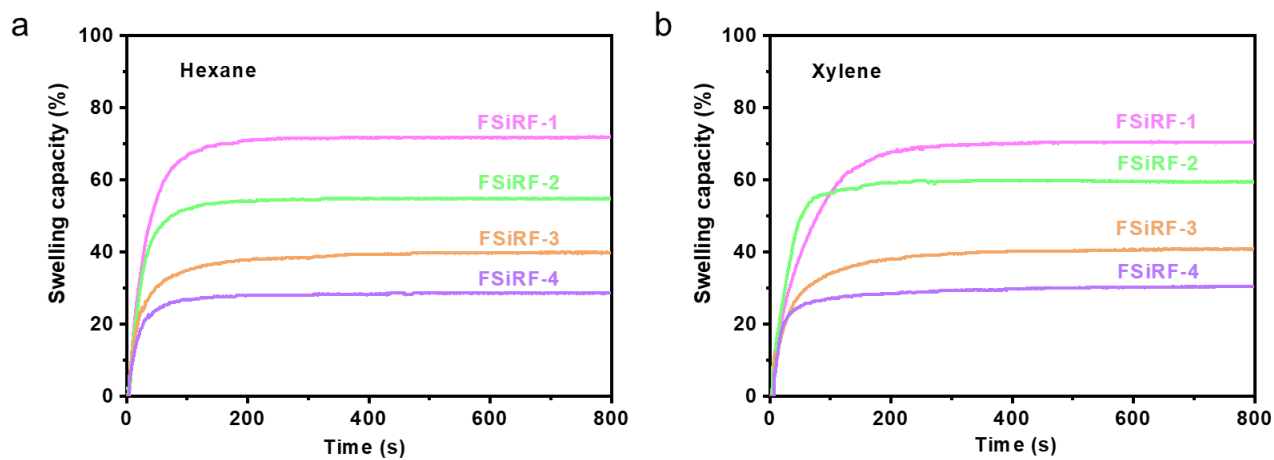 a
Hexane
FSiRF-1
FSiRF-2
FSiRF-3
FSiRF-4
Swelling capacity (%)
100
80
60
40
20
0
0 200 400 600 800
Time (s)
b
Xylene
FSiRF-1
FSiRF-2
FSiRF-3
FSiRF-4
Swelling capacity (%)
100
80
60
40
20
0
0 200 400 600 800
Time (s)